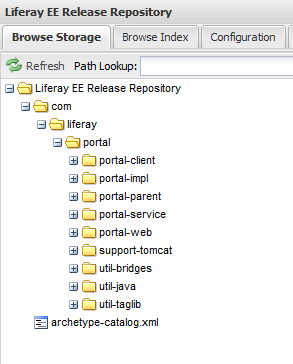 Liferay EE Release Repository
Browse Storage Browse Index Configuration
Refresh Path Lookup:
Liferay EE Release Repository
com
liferay
portal
portal-client
portal-impl
portal-parent
portal-service
portal-web
support-tomcat
util-bridges
util-java
util-taglib
archetype-catalog.xml